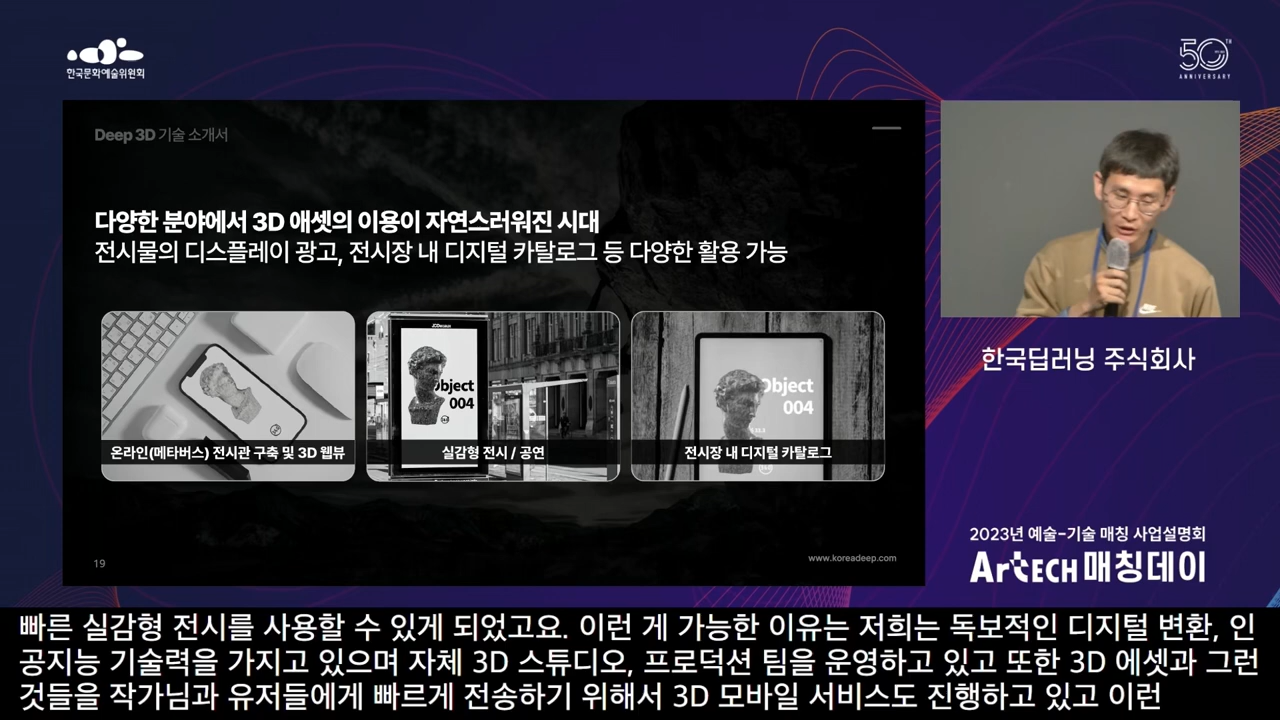 한국문화예술위원회
50TH
ANNIVERSARY
Deep 3D 기술 소개서
다양한 분야에서 3D 애셋의 이용이 자연스러워진 시대
전시물의 디스플레이 광고, 전시장 내 디지털 카탈로그 등 다양한 활용 가능
JCDecaux
Object
004
Object
004
온라인(메타버스) 전시관 구축 및 3D 웹뷰
실감형 전시 / 공연
전시장 내 디지털 카탈로그
19
www.koreadeep.com
한국딥러닝 주식회사
2023년 예술-기술 매칭 사업설명회
ArtECH 매칭데이
빠른 실감형 전시를 사용할 수 있게 되었고요. 이런 게 가능한 이유는 저희는 독보적인 디지털 변환, 인
공지능 기술력을 가지고 있으며 자체 3D 스튜디오, 프로덕션 팀을 운영하고 있고 또한 3D 에셋과 그런
것들을 작가님과 유저들에게 빠르게 전송하기 위해서 3D 모바일 서비스도 진행하고 있고 이런